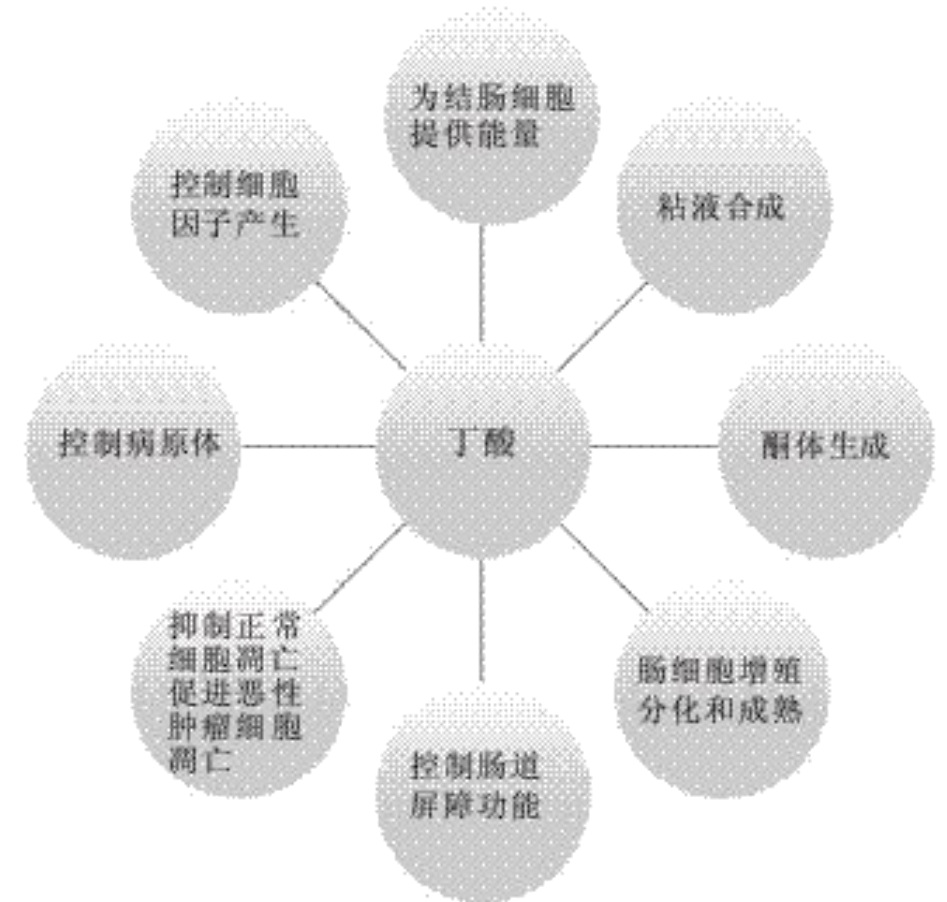 为结肠细胞
提供能量
粘液合成
酮体生成
肠细胞增殖
分化和成熟
控制肠道
屏障功能
抑制正常
细胞凋亡
促进恶性
肿瘤细胞
凋亡
控制病原体
控制细胞
因子产生
丁酸